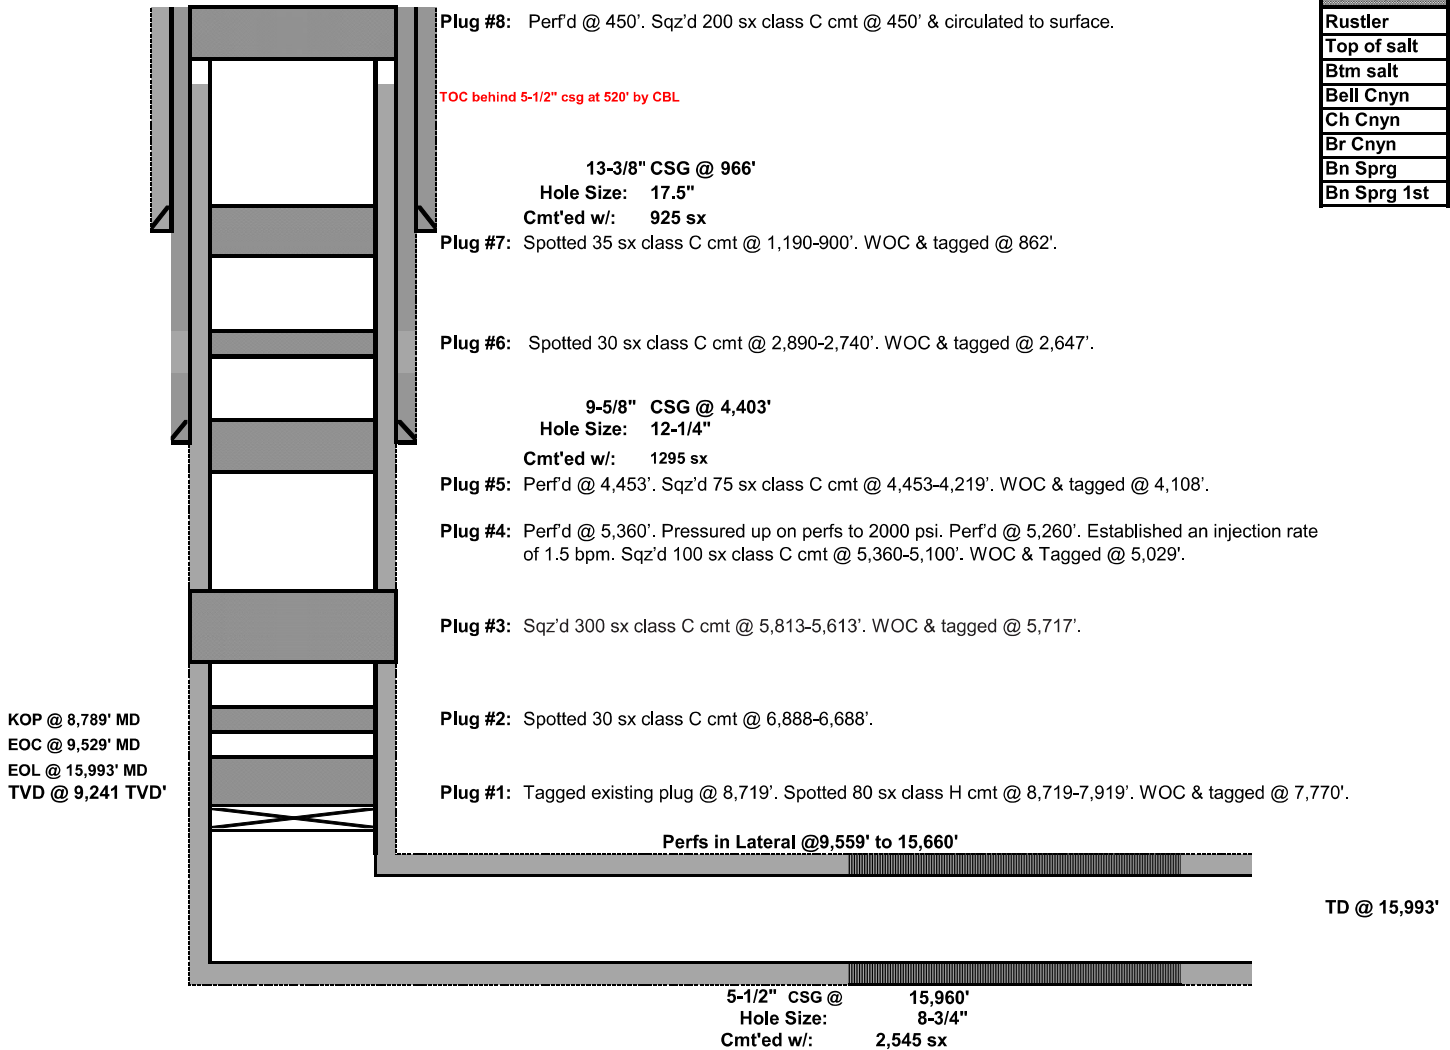 Plug #8: Perf'd @ 450'. Sqz'd 200 sx class C cmt @ 450' & circulated to surface.
TOC behind 5-1/2" csg at 520' by CBL
13-3/8" CSG @ 966'
Hole Size: 17.5"
Cmt'ed w/: 925 sx
Plug #7: Spotted 35 sx class C cmt @ 1,190-900'. WOC & tagged @ 862'.
Plug #6: Spotted 30 sx class C cmt @ 2,890-2,740'. WOC & tagged @ 2,647'.
9-5/8" CSG @ 4,403'
Hole Size: 12-1/4"
Cmt'ed w/: 1295 sx
Plug #5: Perf'd @ 4,453'. Sqz'd 75 sx class C cmt @ 4,453-4,219'. WOC & tagged @ 4,108'.
Plug #4: Perf'd @ 5,360'. Pressured up on perfs to 2000 psi. Perf'd @ 5,260'. Established an injection rate
of 1.5 bpm. Sqz'd 100 sx class C cmt @ 5,360-5,100'. WOC & Tagged @ 5,029'.
Plug #3: Sqz'd 300 sx class C cmt @ 5,813-5,613'. WOC & tagged @ 5,717'.
Plug #2: Spotted 30 sx class C cmt @ 6,888-6,688'.
Plug #1: Tagged existing plug @ 8,719'. Spotted 80 sx class H cmt @ 8,719-7,919'. WOC & tagged @ 7,770'.
KOP @ 8,789' MD
EOC @ 9,529' MD
EOL @ 15,993' MD
TVD @ 9,241 TVD'
Perfs in Lateral @9,559' to 15,660'
TD @ 15,993'
5-1/2" CSG @ 15,960'
Hole Size: 8-3/4"
Cmt'ed w/: 2,545 sx
Rustler
Top of salt
Btm salt
Bell Cnyn
Ch Cnyn
Br Cnyn
Bn Sprg
Bn Sprg 1st